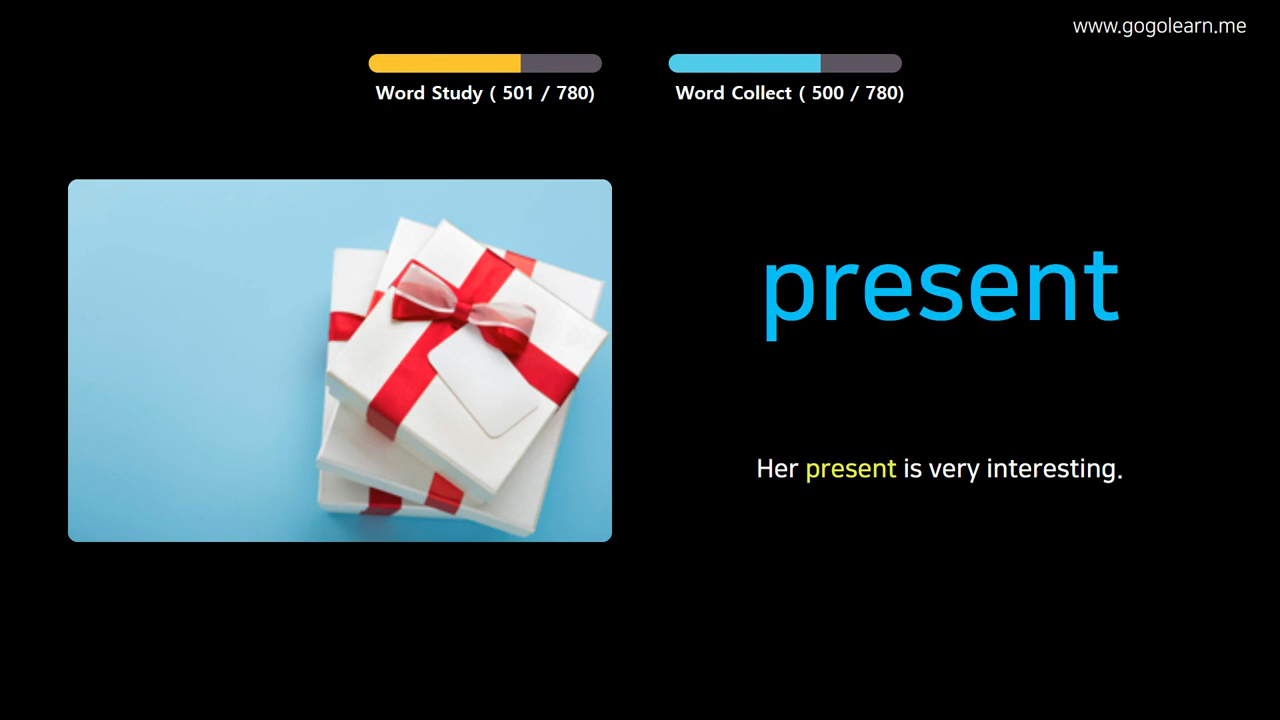 www.gogolearn.me
Word Study ( 501 / 780)
Word Collect ( 500 / 780)
present
Her present is very interesting.